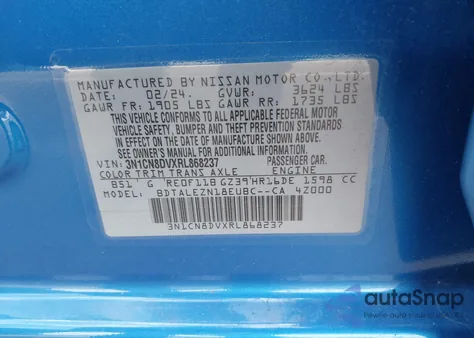 MANUFACTURED BY NISSAN MOTOR CO., LTD.
DATE: 02/24 GVWR: 3624 LBS
GAWR FR: 1905 LBS GAWR RR: 1735 LBS
THIS VEHICLE CONFORMS TO ALL APPLICABLE FEDERAL MOTOR
VEHICLE SAFETY, BUMPER AND THEFT PREVENTION STANDARDS
IN EFFECT ON THE DATE OF MANUFACTURE SHOWN ABOVE.
*SEE OWNER'S MANUAL FOR MORE INFORMATION.
VIN: 3N1CN8DVXRL868237 PASSENGER CAR
COLOR TRIM TRANS AXLE ENGINE
B51 G RE0F11B GZ39 HR16DE 1598 CC
BDTALEZN18EUBC--CA 4Z000
3N1CN8DVXRL868237
autoSnap